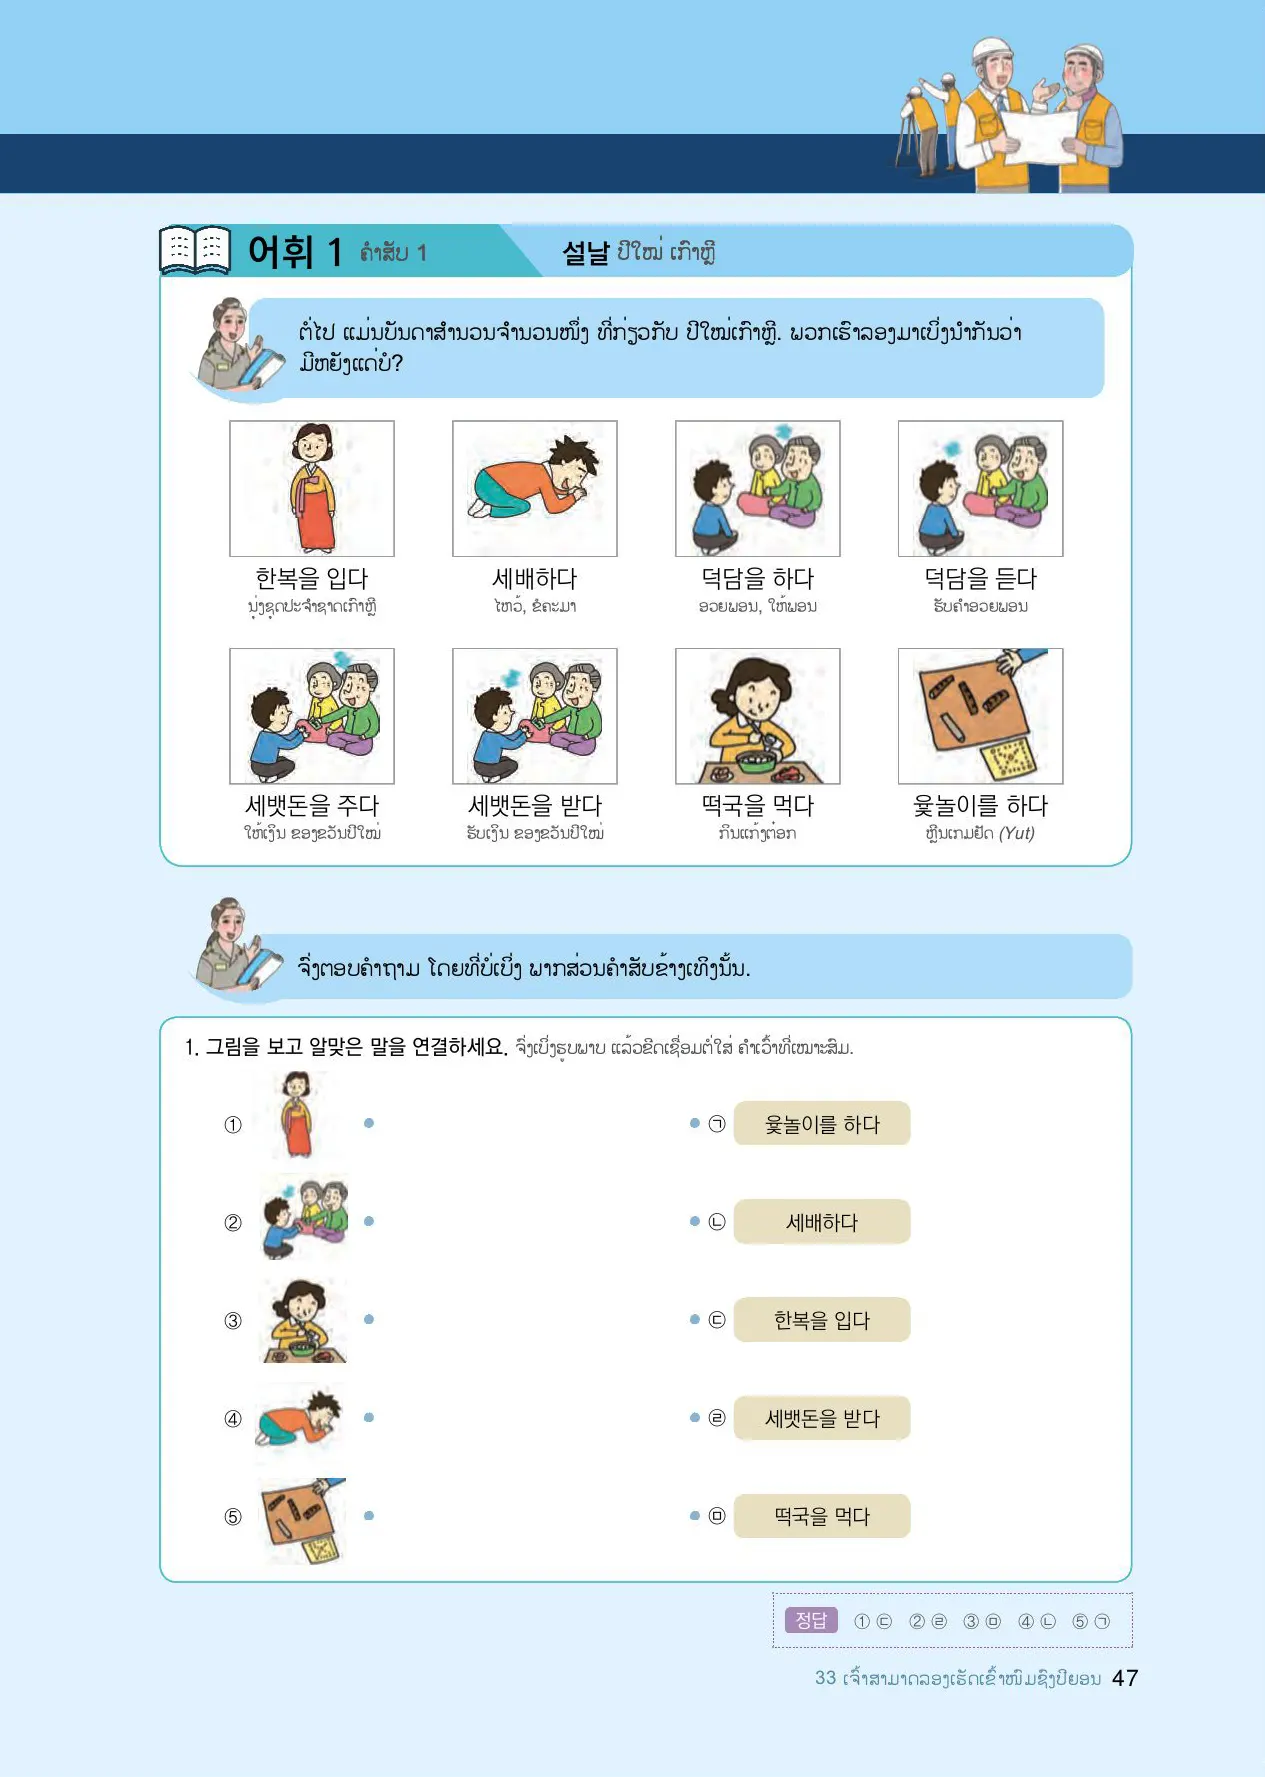 어휘 1 ຄໍາສັບ 1
설날 ປີໃໝ່ ເກົາຫຼີ
ຕໍ່ໄປ ແມ່ນບັນດາສໍານວນຈໍານວນໜຶ່ງ ທີ່ກ່ຽວກັບ ປີໃໝ່ເກົາຫຼີ. ພວກເຮົາລອງມາເບິ່ງນໍາກັນວ່າ
ມີຫຍັງແດ່ບໍ?
한복을 입다 세배하다 덕담을 하다 덕담을 듣다
ນຸ່ງຊຸດປະຈໍາຊາດເກົາຫຼີ ໄຫວ້, ຂໍຄະມາ ອວຍພອນ, ໃຫ້ພອນ ຮັບຄໍາອວຍພອນ
세뱃돈을 주다 세뱃돈을 받다 떡국을 먹다 윷놀이를 하다
ໃຫ້ເງິນ ຂອງຂວັນປີໃໝ່ ຮັບເງິນ ຂອງຂວັນປີໃໝ່ ກິນແກ້ງຕ໋ອກ ຫຼີ້ນເກມຢັດ (Yut)
ຈົ່ງຕອບຄໍາຖາມ ໂດຍທີ່ບໍ່ເບິ່ງ ພາກສ່ວນຄໍາສັບຂ້າງເທິງນັ້ນ.
1. 그림을 보고 알맞은 말을 연결하세요. ຈົ່ງເບິ່ງຮູບພາບ ແລ້ວຂີດເຊື່ອມຕໍ່ໃສ່ ຄໍາເວົ້າທີ່ເໝາະສົມ.
① ㉠ 윷놀이를 하다
② ㉡ 세배하다
③ ㉢ 한복을 입다
④ ㉣ 세뱃돈을 받다
⑤ ㉤ 떡국을 먹다
정답 ① ㉢ ② ㉣ ③ ㉤ ④ ㉡ ⑤ ㉠
33 ເຈົ້າສາມາດລອງເຮັດເຂົ້າໜົມຊົງປີຍອນ 47